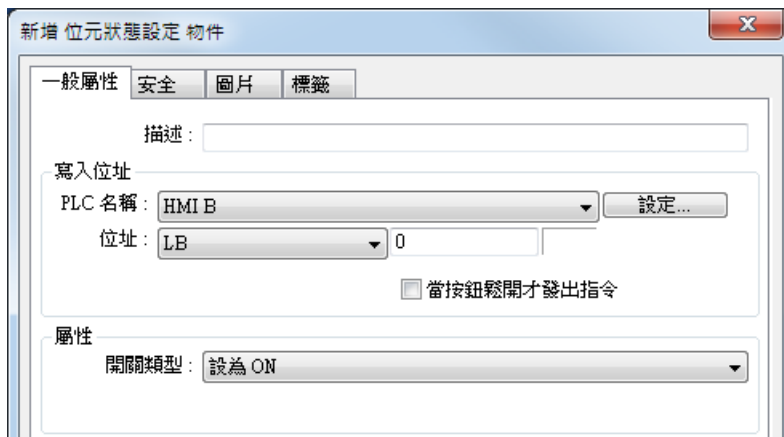 新增 位元狀態設定 物件
一般屬性 安全 圖片 標籤
描述 :
寫入位址
PLC 名稱 : HMI B 設定...
位址 : LB 0
當按鈕鬆開才發出指令
屬性
開關類型 : 設為 ON